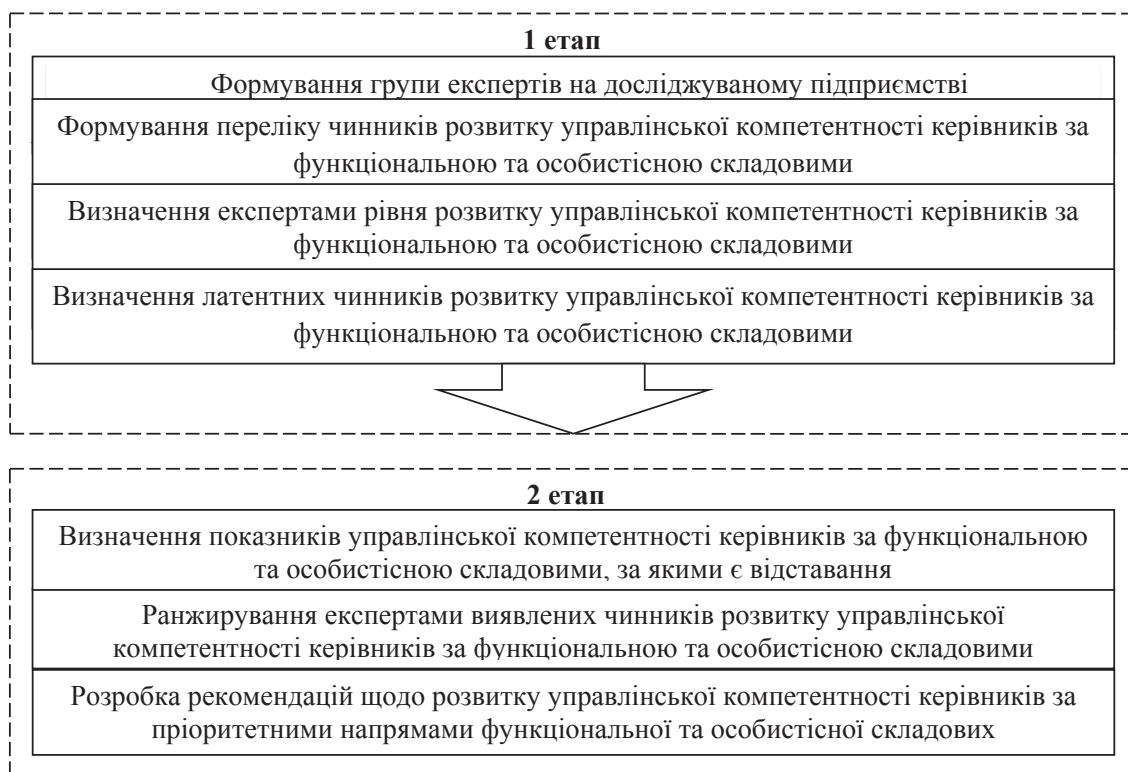 1 етап
Формування групи експертів на досліджуваному підприємстві
Формування переліку чинників розвитку управлінської компетентності керівників за
функціональною та особистісною складовими
Визначення експертами рівня розвитку управлінської компетентності керівників за
функціональною та особистісною складовими
Визначення латентних чинників розвитку управлінської компетентності керівників за
функціональною та особистісною складовими
2 етап
Визначення показників управлінської компетентності керівників за функціональною
та особистісною складовими, за якими є відставання
Ранжирування експертами виявлених чинників розвитку управлінської
компетентності керівників за функціональною та особистісною складовими
Розробка рекомендацій щодо розвитку управлінської компетентності керівників за
пріоритетними напрямами функціональної та особистісної складових